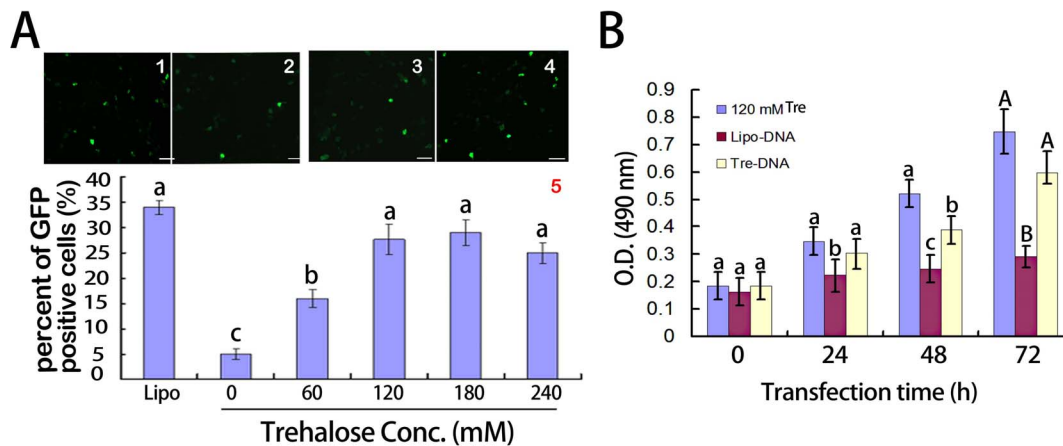 A
1
2
3
4
percent of GFP
positive cells (%)
40
35
30
25
15
20
10
5
0
5
a
c
b
a
a
a
Lipo
0
60
120
180
240
Trehalose Conc. (mM)
B
O.D. (490 nm)
0.9
0.8
0.7
0.6
0.5
0.4
0.3
0.2
0.1
0
120 mM Tre
Lipo-DNA
Tre-DNA
a a a
a b a
a c b
A B A
0
24
48
72
Transfection time (h)